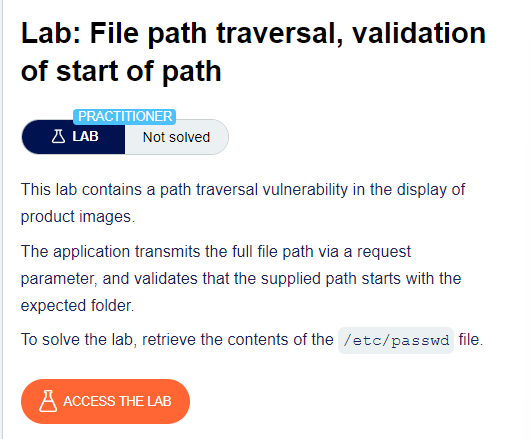 Lab: File path traversal, validation
of start of path
PRACTITIONER
LAB Not solved
This lab contains a path traversal vulnerability in the display of
product images.
The application transmits the full file path via a request
parameter, and validates that the supplied path starts with the
expected folder.
To solve the lab, retrieve the contents of the /etc/passwd file.
ACCESS THE LAB